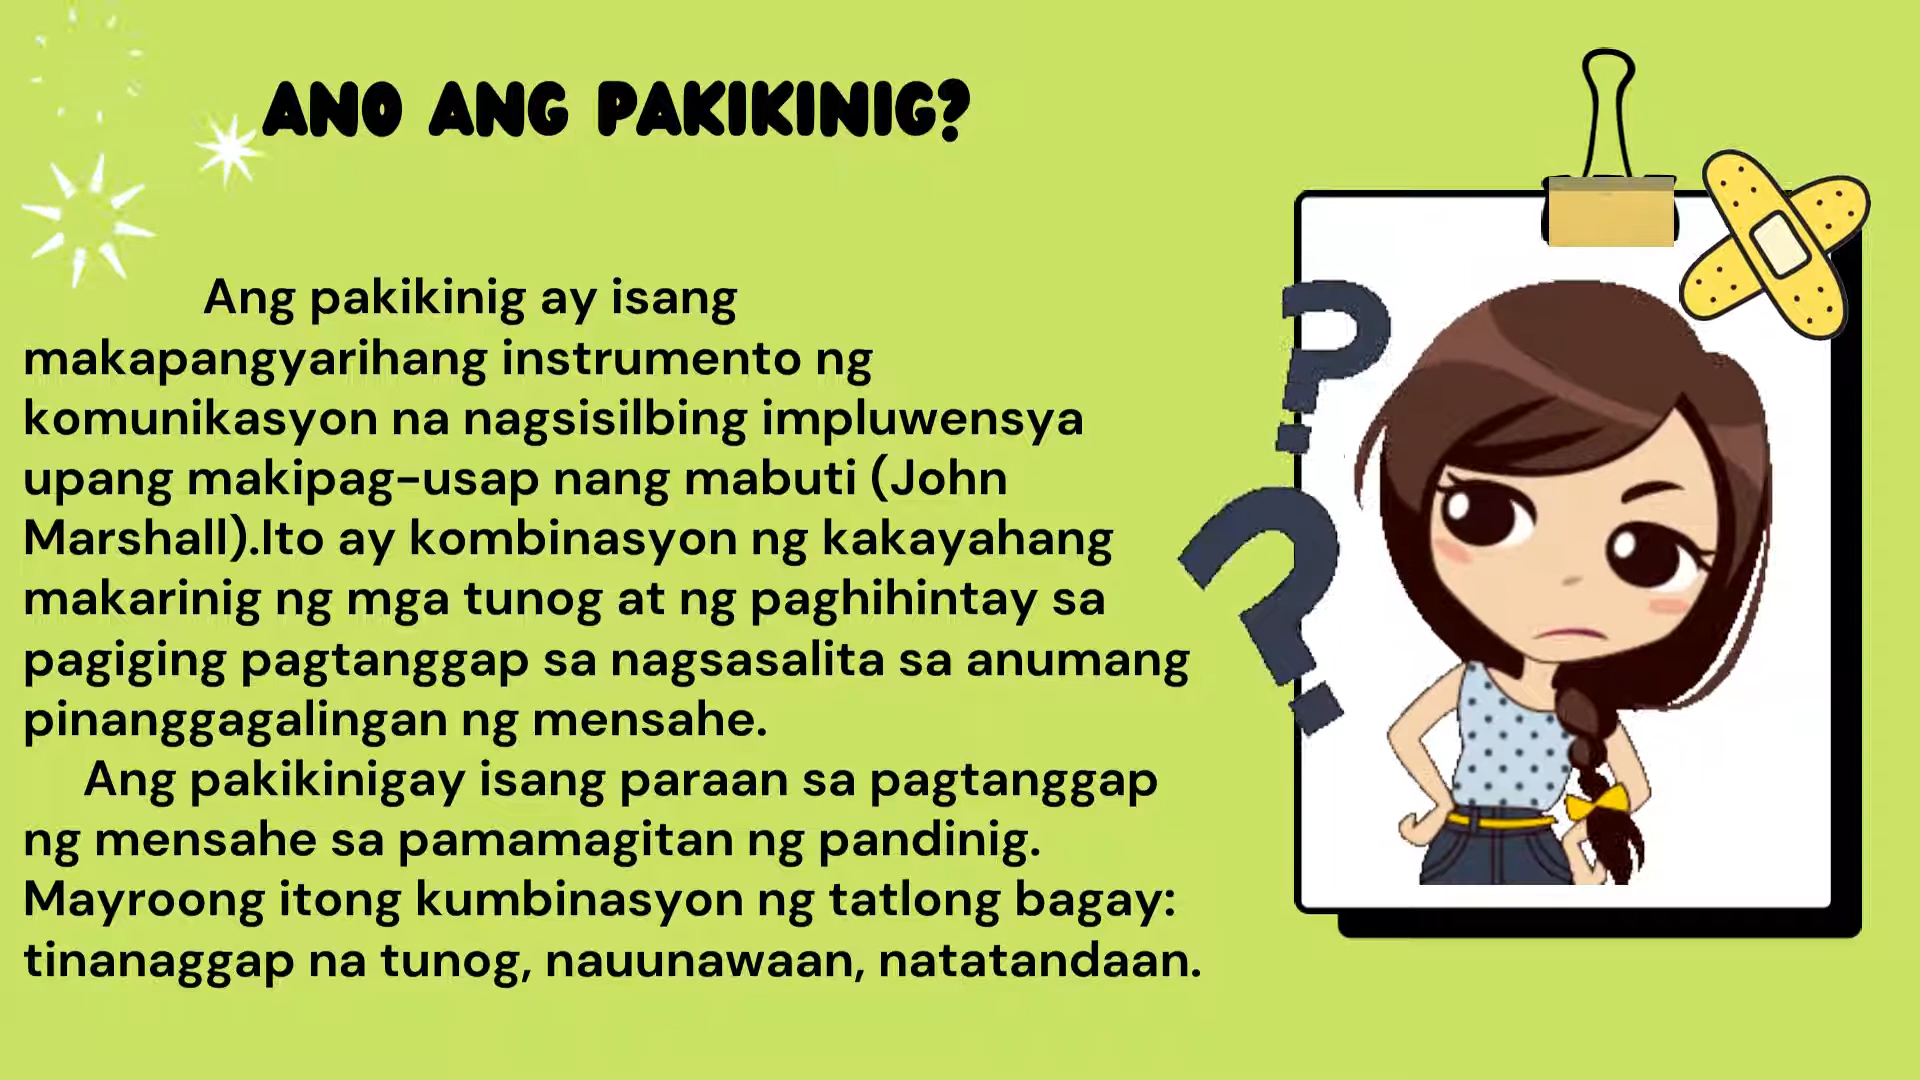 ANO ANG PAKIKINIG?
Ang pakikinig ay isang
makapangyarihang instrumento ng
komunikasyon na nagsisilbing impluwensya
upang makipag-usap nang mabuti (John
Marshall).Ito ay kombinasyon ng kakayahang
makarinig ng mga tunog at ng paghihintay sa
pagiging pagtanggap sa nagsasalita sa anumang
pinanggagalingan ng mensahe.
Ang pakikinigay isang paraan sa pagtanggap
ng mensahe sa pamamagitan ng pandinig.
Mayroong itong kumbinasyon ng tatlong bagay:
tinanaggap na tunog, nauunawaan, natatandaan.
?
?